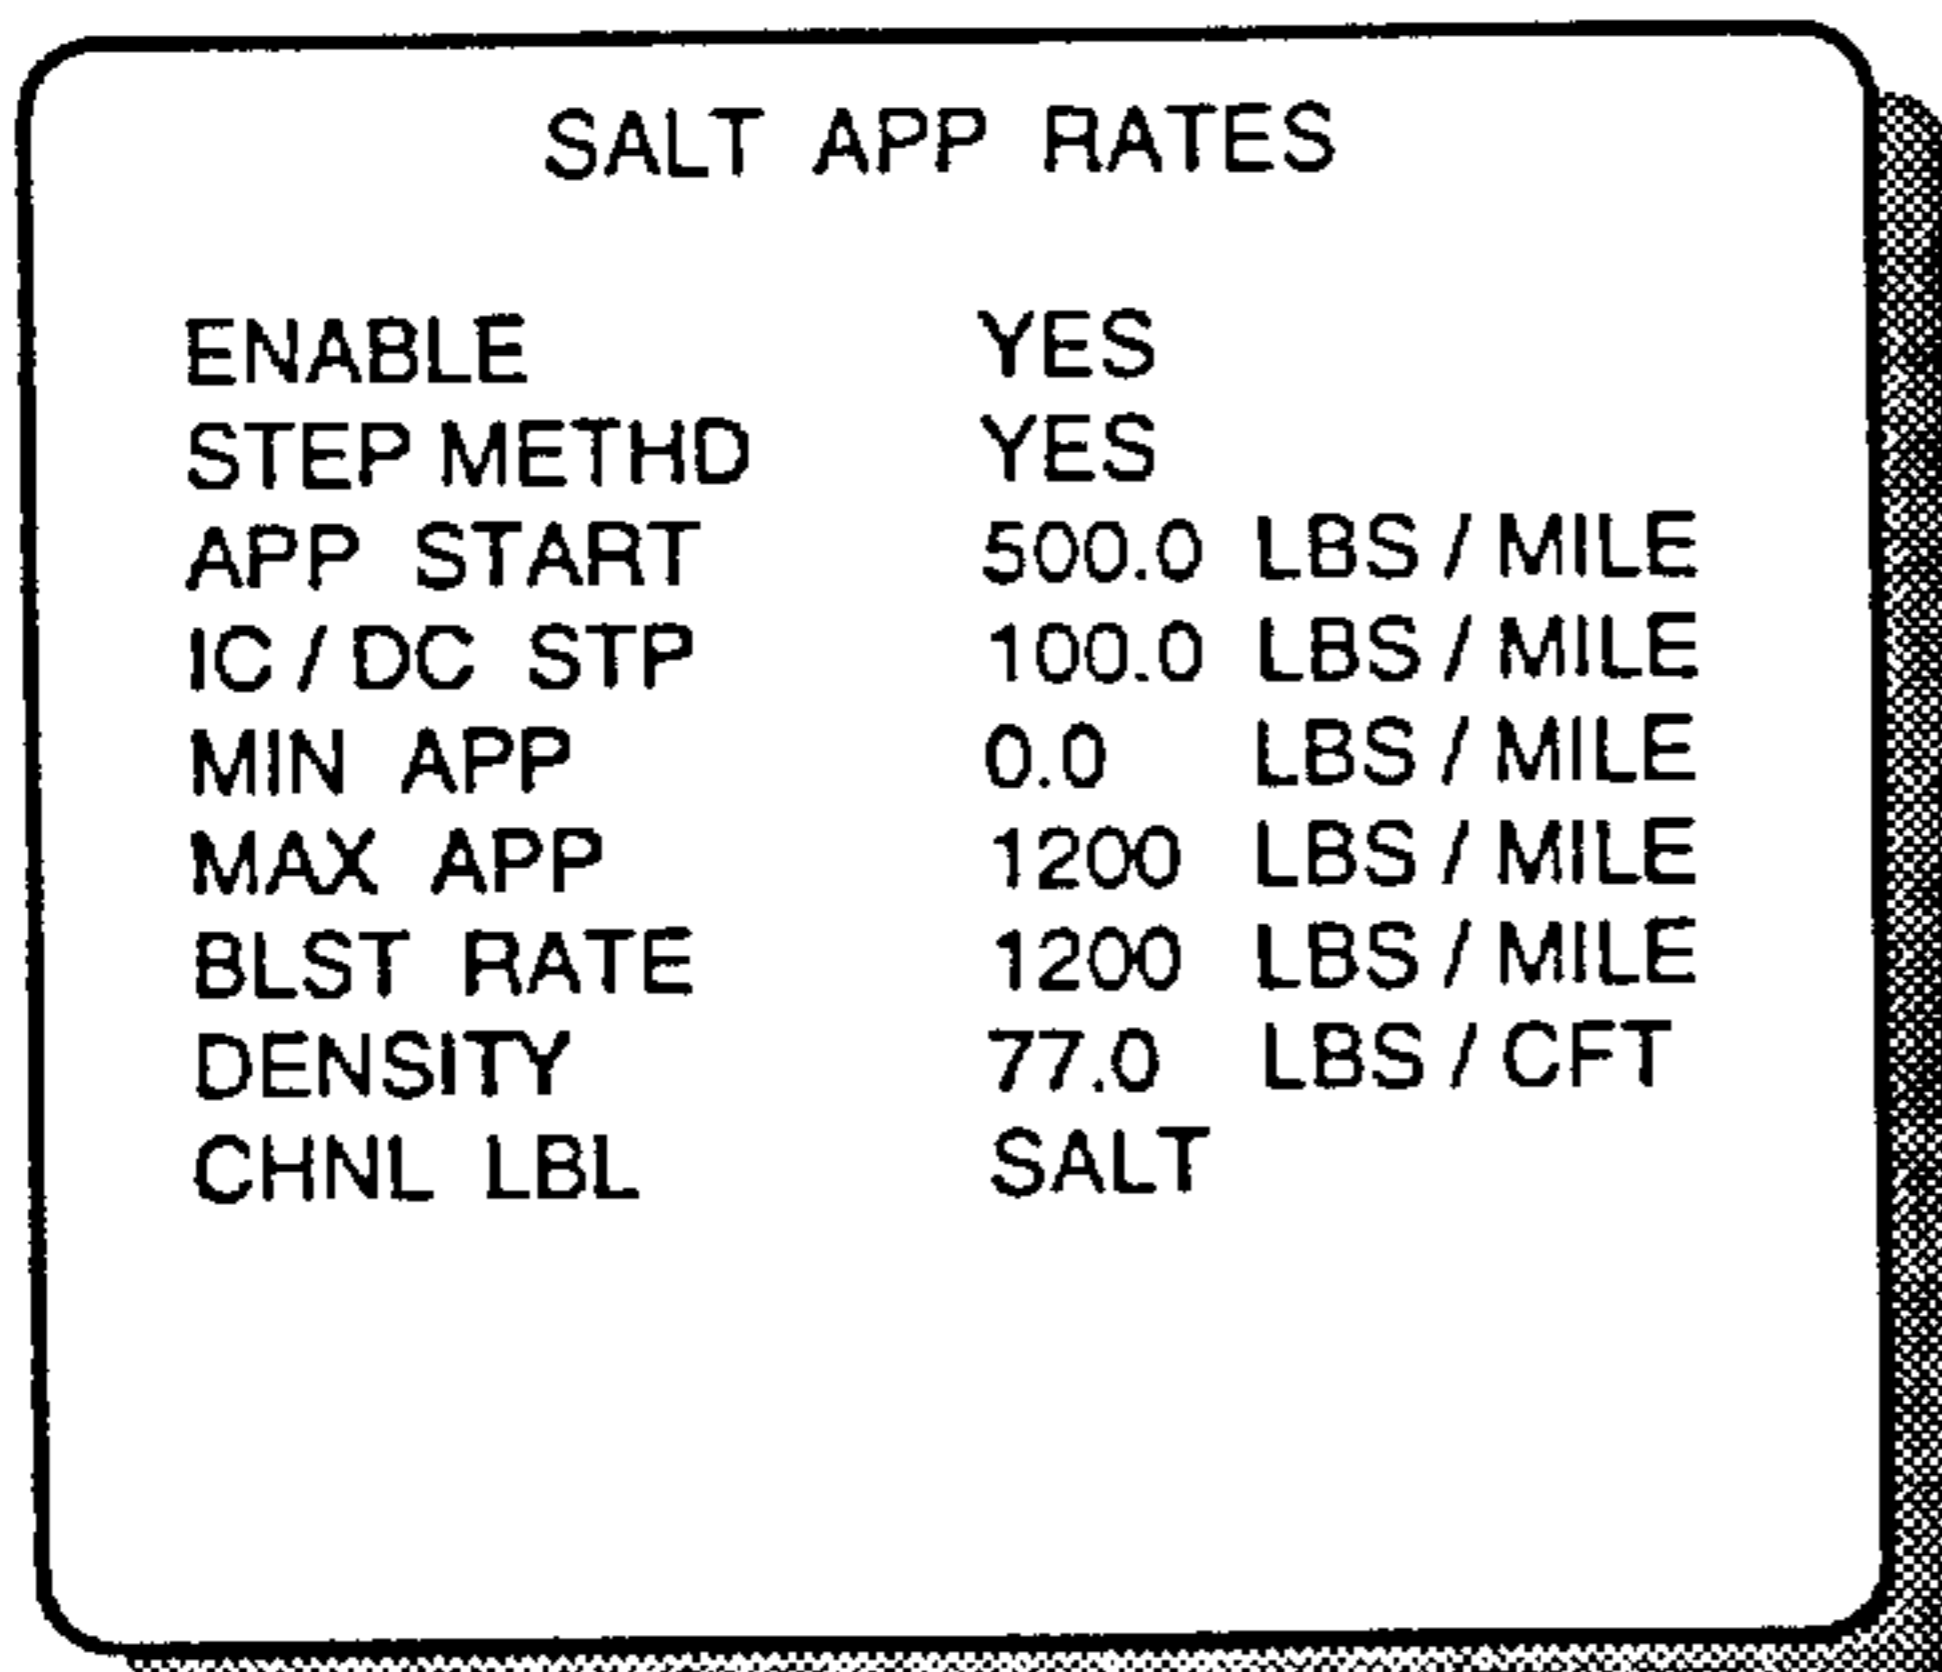 SALT APP RATES
ENABLE YES
STEP METHD YES
APP START 500.0 LBS / MILE
IC / DC STP 100.0 LBS / MILE
MIN APP 0.0 LBS / MILE
MAX APP 1200 LBS / MILE
BLST RATE 1200 LBS / MILE
DENSITY 77.0 LBS / CFT
CHNL LBL SALT